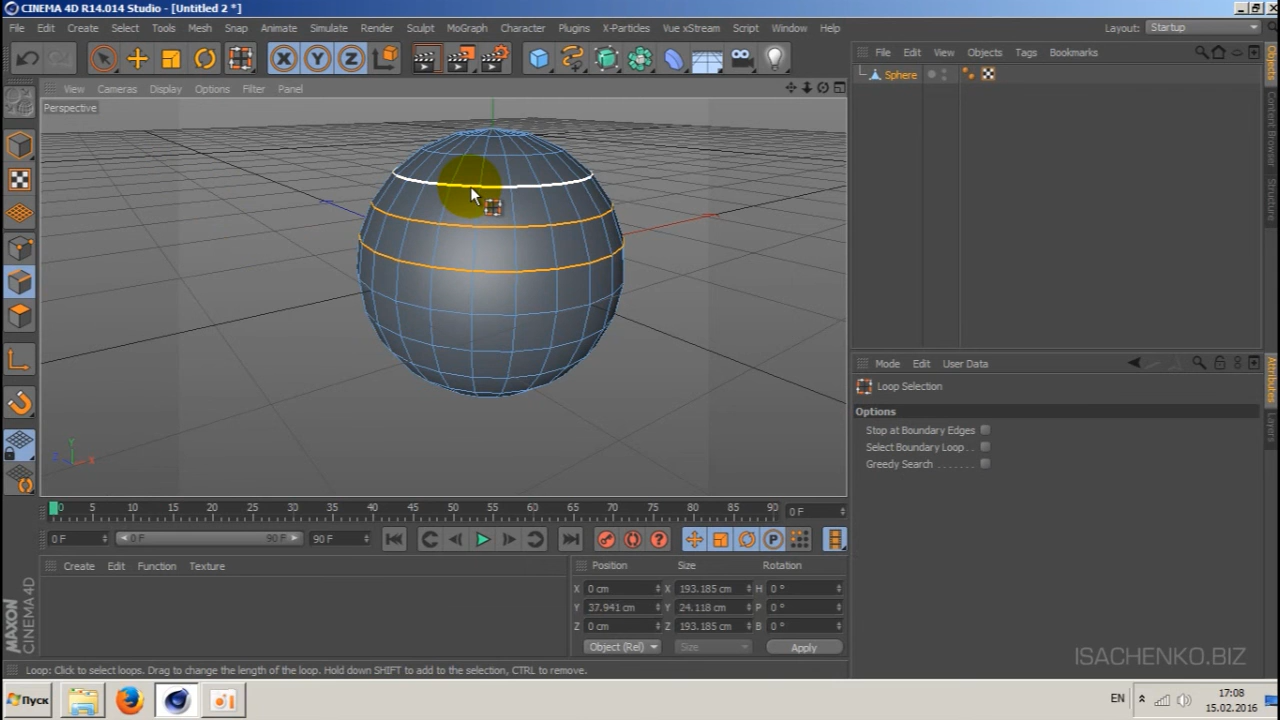 CINEMA 4D R14.014 Studio - [Untitled 2 *]
File Edit Create Select Tools Mesh Snap Animate Simulate Render Sculpt MoGraph Character Plugins X-Particles Vue xStream Script Window Help Layout: Startup
X Y Z
File Edit View Objects Tags Bookmarks
View Cameras Display Options Filter Panel
Sphere
Perspective
Objects
Content Browser
Structure
Mode Edit User Data
Loop Selection
Options
Stop at Boundary Edges
Select Boundary Loop . .
Greedy Search . . . . . . .
Attributes
Layers
Y
Z X
0 5 10 15 20 25 30 35 40 45 50 55 60 65 70 75 80 85 90 0 F
0 F 0 F 90 F 90 F
Create Edit Function Texture
Position Size Rotation
X 0 cm X 193.185 cm H 0 °
Y 37.941 cm Y 24.118 cm P 0 °
Z 0 cm Z 193.185 cm B 0 °
Object (Rel) Size Apply
MAXON
CINEMA 4D
Loop: Click to select loops. Drag to change the length of the loop. Hold down SHIFT to add to the selection, CTRL to remove.
ISACHENKO.BIZ
Пуск
EN
17:08
15.02.2016